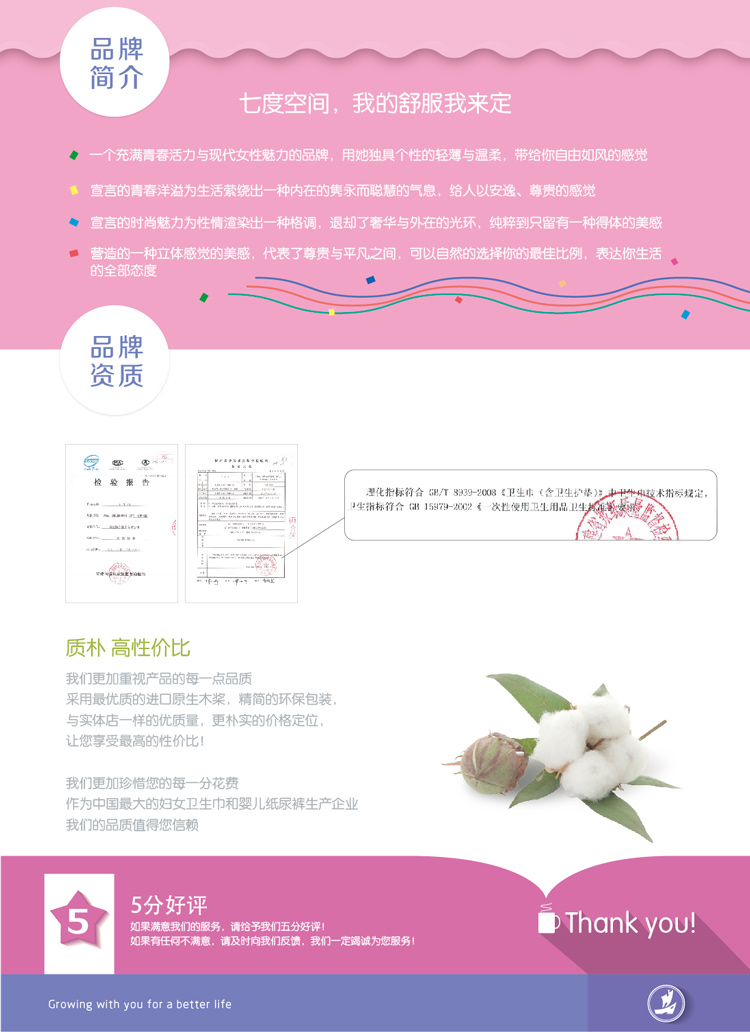 品牌
简介
七度空间，我的舒服我来定
一个充满青春活力与现代女性魅力的品牌，用她独具个性的轻薄与温柔，带给你自由如风的感觉
宣言的青春洋溢为生活萦绕出一种内在的隽永而聪慧的气息，给人以安逸、尊贵的感觉
宣言的时尚魅力为性情渲染出一种格调，退却了奢华与外在的光环，纯粹到只留有一种得体的美感
营造的一种立体感觉的美感，代表了尊贵与平凡之间，可以自然的选择你的最佳比例，表达你生活
的全部态度
品牌
资质
检验报告
理化指标符合 GB/T 8939-2008《卫生巾（含卫生护垫）》中卫生巾技术指标规定，
卫生指标符合 GB 15979-2002《一次性使用卫生用品卫生标准》要求
质朴 高性价比
我们更加重视产品的每一点品质
采用最优质的进口原生木桨，精简的环保包装，
与实体店一样的优质量，更朴实的价格定位，
让您享受最高的性价比！
我们更加珍惜您的每一分花费
作为中国最大的妇女卫生巾和婴儿纸尿裤生产企业
我们的品质值得您信赖
5
5分好评
如果满意我们的服务，请给予我们五分好评！
如果有任何不满意，请及时向我们反馈，我们一定竭诚为您服务！
Thank you!
Growing with you for a better life